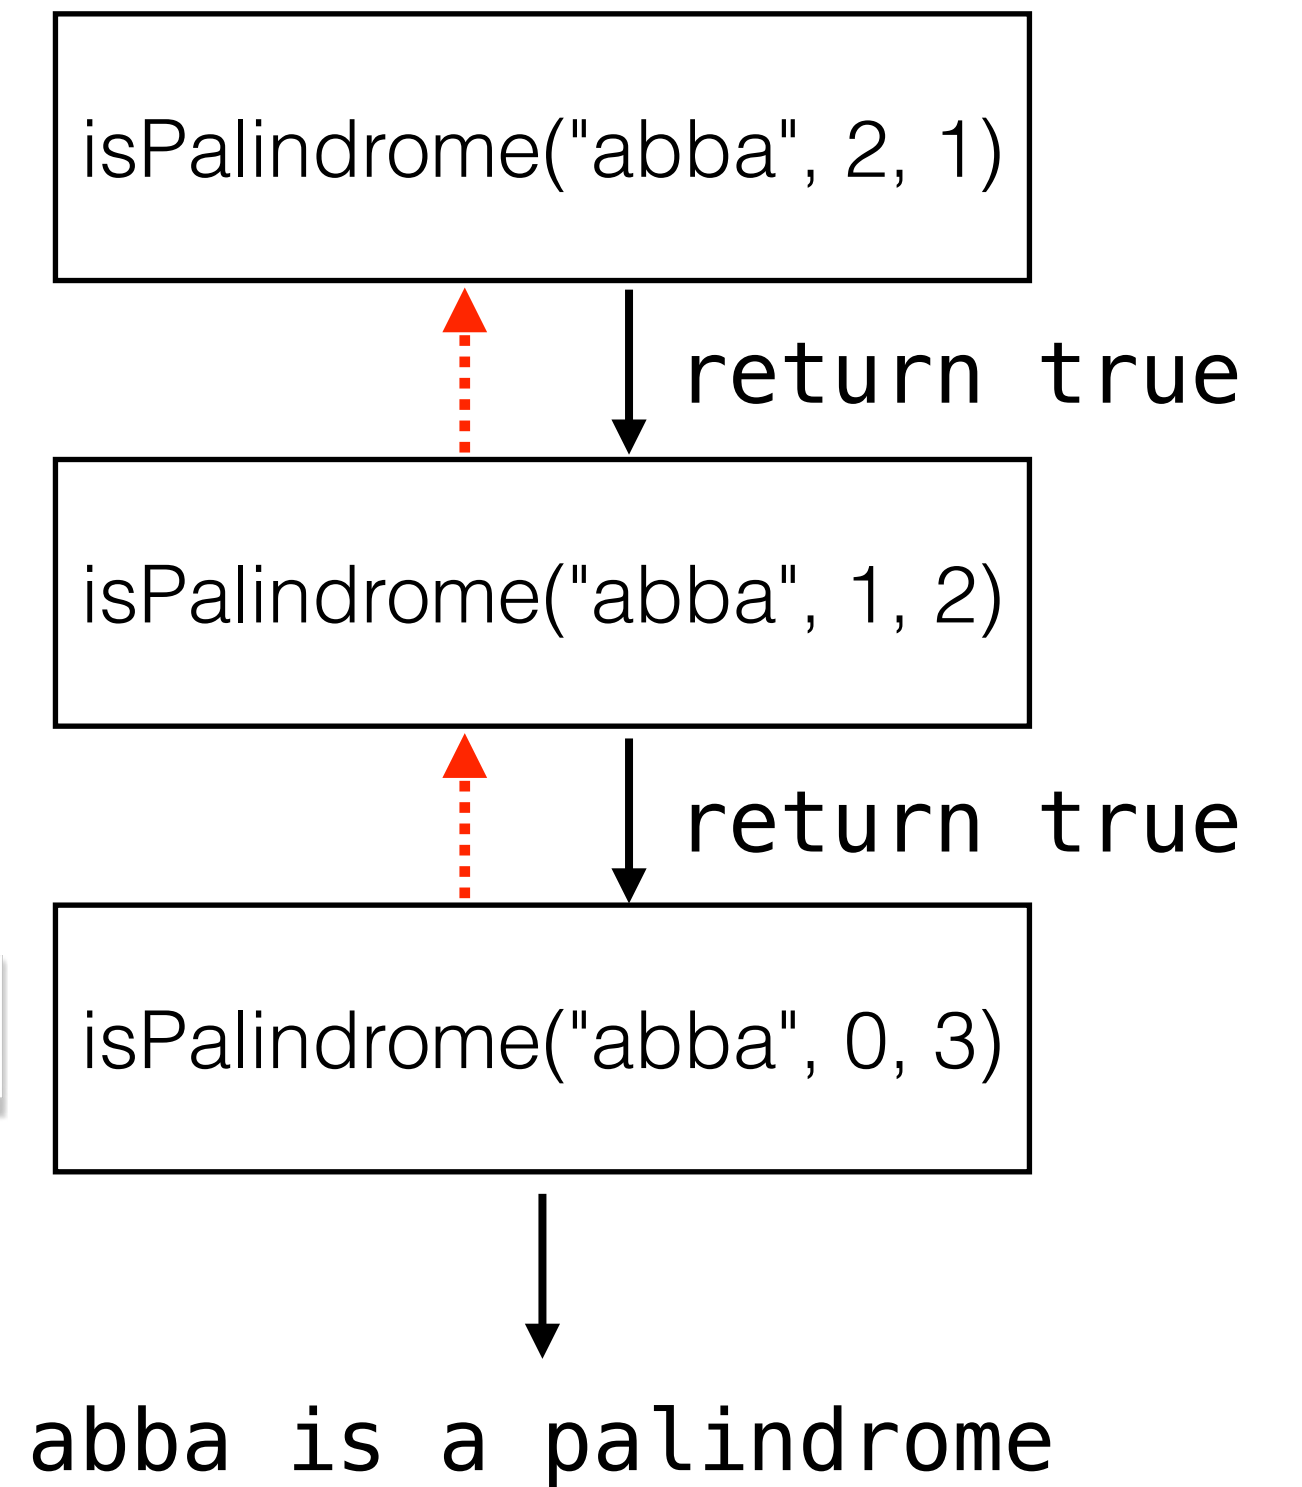 isPalindrome("abba", 2, 1)
return true
isPalindrome("abba", 1, 2)
return true
isPalindrome("abba", 0, 3)
abba is a palindrome